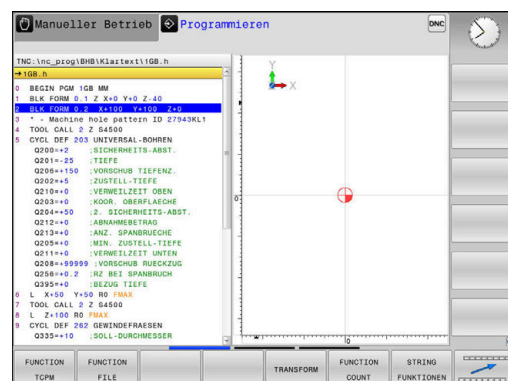 Manueller Betrieb
Programmieren
DNC
TNC:\nc_prog\BHB\Klartext\1GB.h
→1GB.h
0 BEGIN PGM 1GB MM
1 BLK FORM 0.1 Z X+0 Y+0 Z-40
2 BLK FORM 0.2 X+100 Y+100 Z+0
3 * - Machine hole pattern ID 27943KL1
4 TOOL CALL 2 Z S4500
5 CYCL DEF 203 UNIVERSAL-BOHREN
Q200=+2 ;SICHERHEITS-ABST.
Q201=-25 ;TIEFE
Q206=+150 ;VORSCHUB TIEFENZ.
Q202=+5 ;ZUSTELL-TIEFE
Q210=+0 ;VERWEILZEIT OBEN
Q203=+0 ;KOOR. OBERFLAECHE
Q204=+50 ;2. SICHERHEITS-ABST.
Q212=+0 ;ABNAHMEBETRAG
Q213=+0 ;ANZ. SPANBRUECHE
Q205=+0 ;MIN. ZUSTELL-TIEFE
Q211=+0 ;VERWEILZEIT UNTEN
Q208=+99999 ;VORSCHUB RUECKZUG
Q256=+0.2 ;RZ BEI SPANBRUCH
Q395=+0 ;BEZUG TIEFE
6 L X+50 Y+50 R0 FMAX
7 TOOL CALL 2 Z S4500
8 L Z+100 R0 FMAX
9 CYCL DEF 262 GEWINDEFRAESEN
Q335=+10 ;SOLL-DURCHMESSER
Y
X
0
0
FUNCTION
TCPM
FUNCTION
FILE
TRANSFORM
FUNCTION
COUNT
STRING
FUNKTIONEN